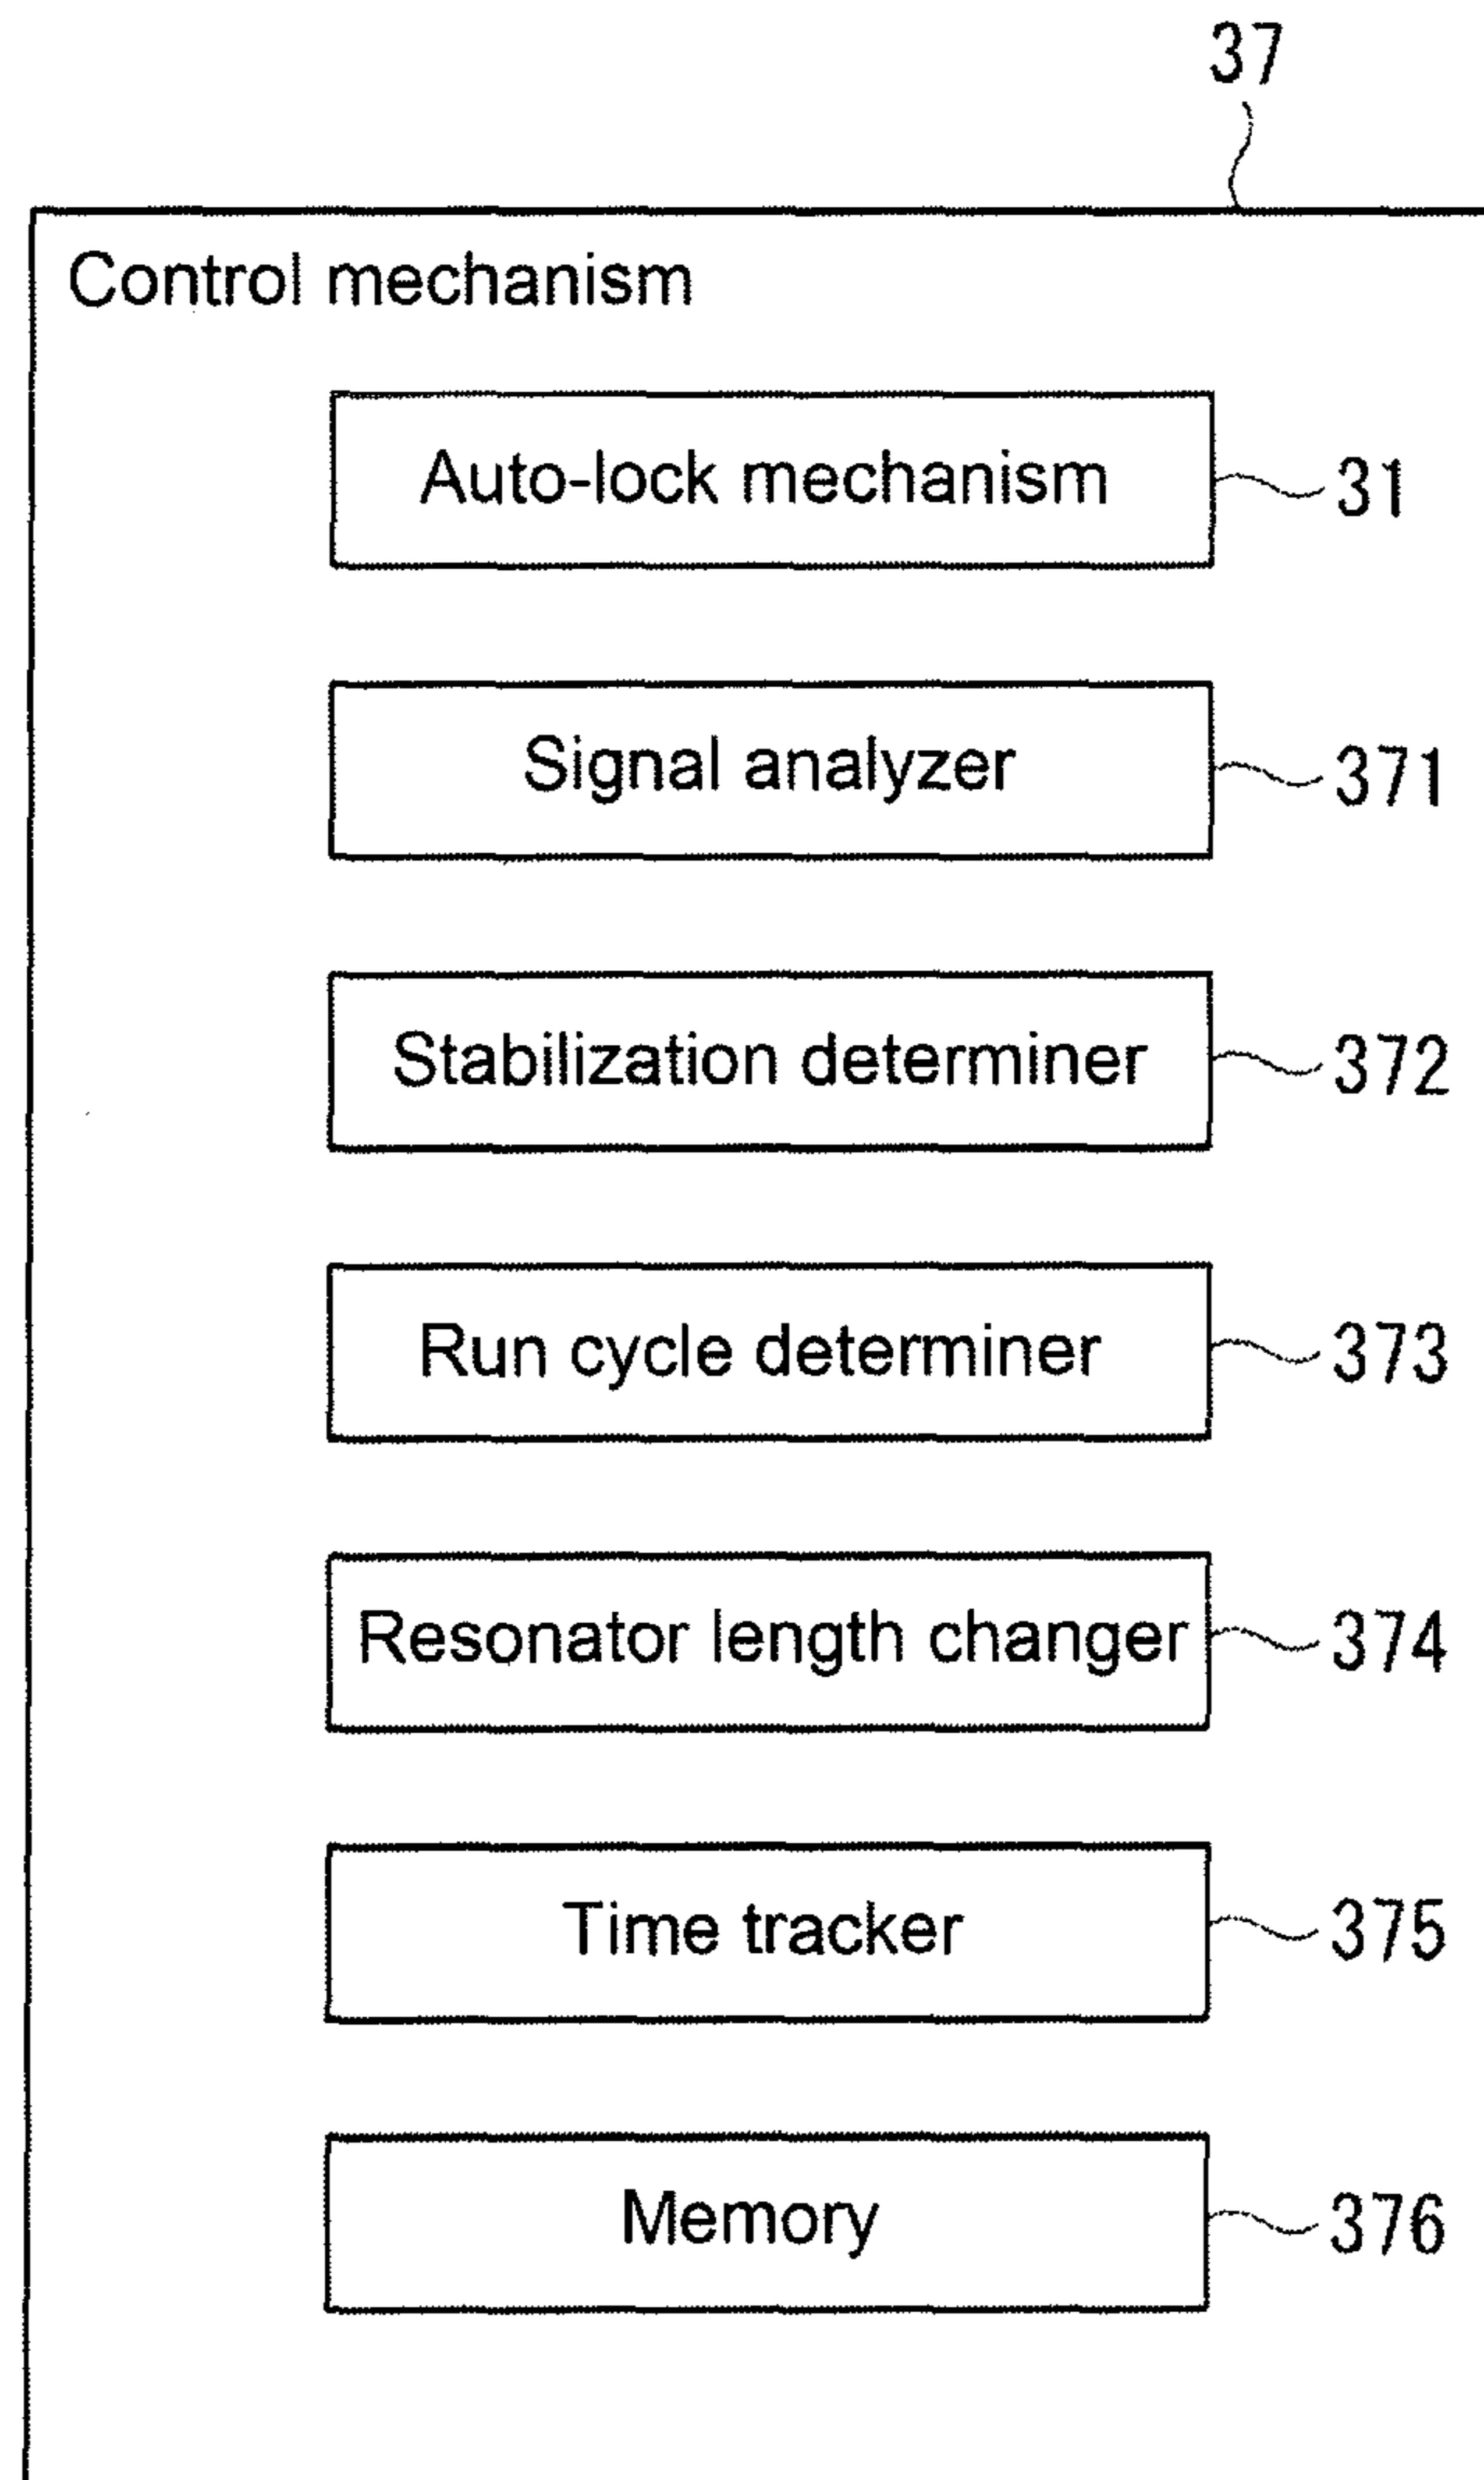 37
Control mechanism
Auto-lock mechanism 31
Signal analyzer 371
Stabilization determiner 372
Run cycle determiner 373
Resonator length changer 374
Time tracker 375
Memory 376